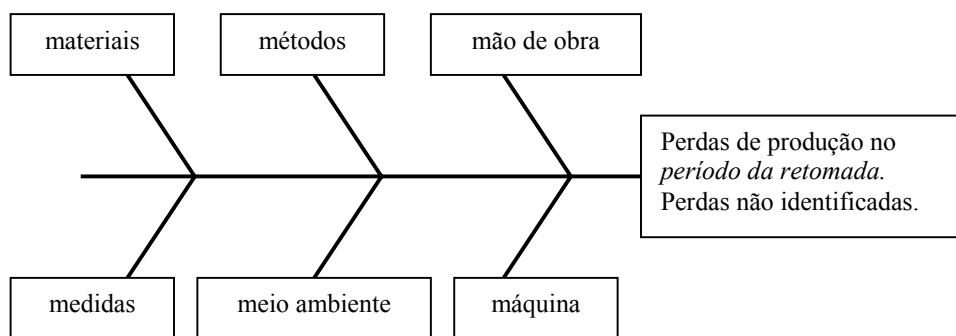 materiais
métodos
mão de obra
Perdas de produção no
período da retomada.
Perdas não identificadas.
medidas
meio ambiente
máquina